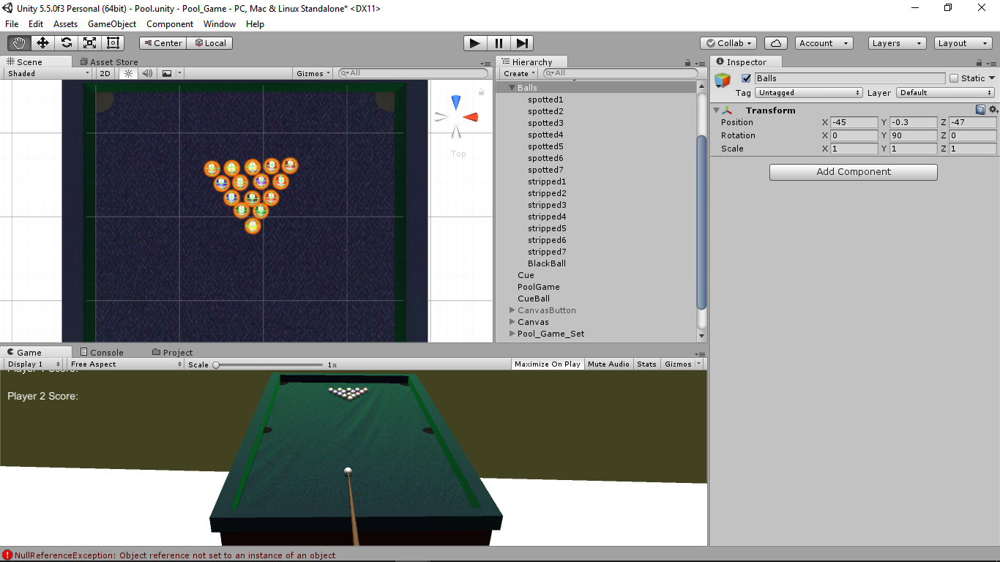 Unity 5.5.0f3 Personal (64bit) - Pool.unity - Pool_Game - PC, Mac & Linux Standalone* <DX11>
File Edit Assets GameObject Component Window Help
Center Local Collab Account Layers Layout
Scene Asset Store
Shaded 2D Gizmos All
Top
Hierarchy
Create All
Balls
spotted1
spotted2
spotted3
spotted4
spotted5
spotted6
spotted7
stripped1
stripped2
stripped3
stripped4
stripped5
stripped6
stripped7
BlackBall
Cue
PoolGame
CueBall
CanvasButton
Canvas
Pool_Game_Set
Inspector
Balls Static
Tag Untagged Layer Default
Transform
Position X -45 Y -0.3 Z -47
Rotation X 0 Y 90 Z 0
Scale X 1 Y 1 Z 1
Add Component
Game Console Project
Display 1 Free Aspect Scale 1x Maximize On Play Mute Audio Stats Gizmos
Player 1 Score:
Player 2 Score:
NullReferenceException: Object reference not set to an instance of an object